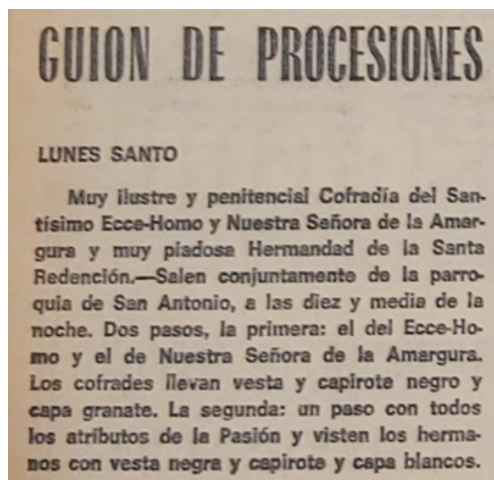 GUION DE PROCESIONES
LUNES SANTO
Muy ilustre y penitencial Cofradía del San-
tísimo Ecce-Homo y Nuestra Señora de la Amar-
gura y muy piadosa Hermandad de la Santa
Redención.—Salen conjuntamente de la parro-
quia de San Antonio, a las diez y media de la
noche. Dos pasos, la primera: el del Ecce-Ho-
mo y el de Nuestra Señora de la Amargura.
Los cofrades llevan vesta y capirote negro y
capa granate. La segunda: un paso con todos
los atributos de la Pasión y visten los herma-
nos con vesta negra y capirote y capa blancos.